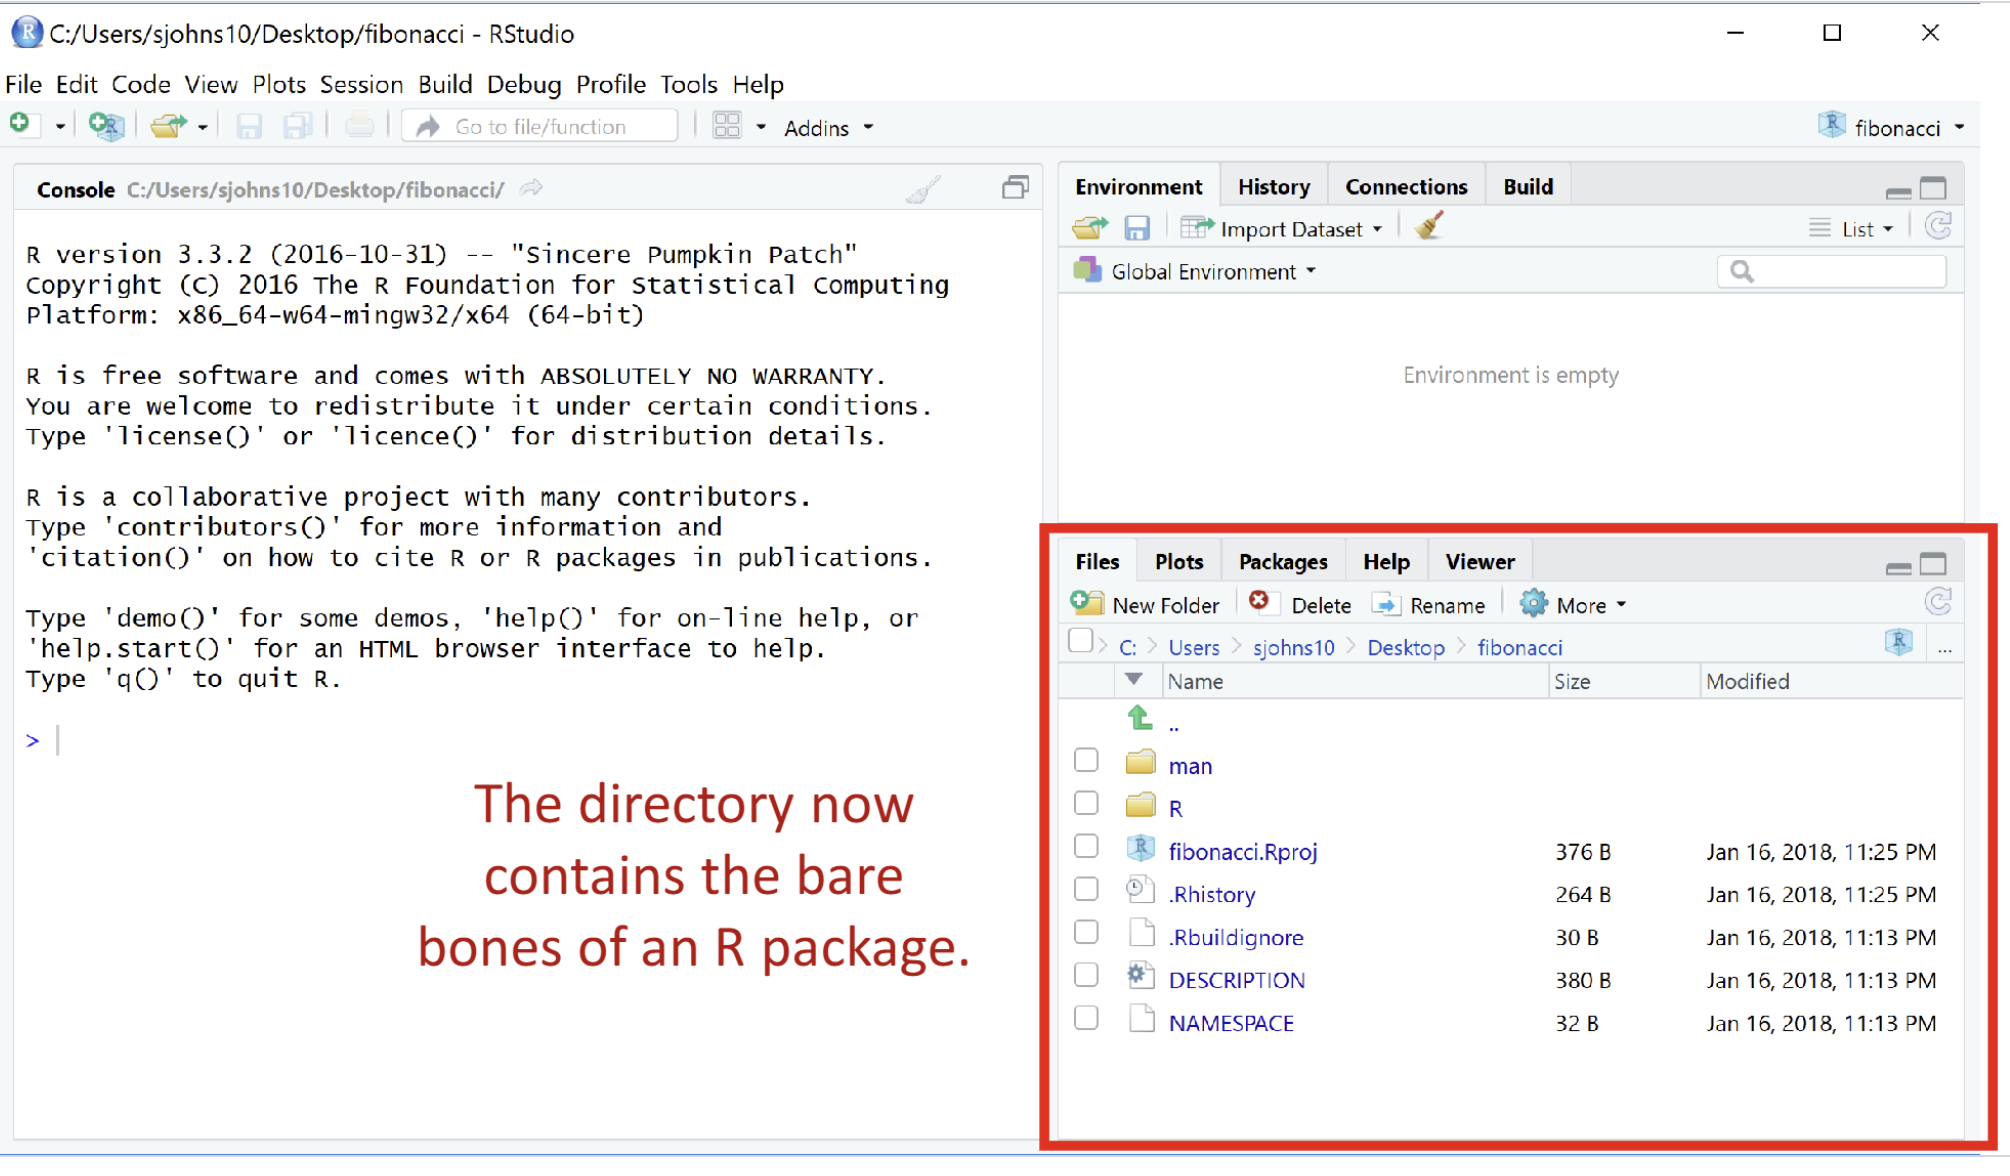 C:/Users/sjohns10/Desktop/fibonacci - RStudio
File Edit Code View Plots Session Build Debug Profile Tools Help
Go to file/function Addins fibonacci
Console C:/Users/sjohns10/Desktop/fibonacci/
R version 3.3.2 (2016-10-31) -- "Sincere Pumpkin Patch"
Copyright (C) 2016 The R Foundation for Statistical Computing
Platform: x86_64-w64-mingw32/x64 (64-bit)
R is free software and comes with ABSOLUTELY NO WARRANTY.
You are welcome to redistribute it under certain conditions.
Type 'license()' or 'licence()' for distribution details.
R is a collaborative project with many contributors.
Type 'contributors()' for more information and
'citation()' on how to cite R or R packages in publications.
Type 'demo()' for some demos, 'help()' for on-line help, or
'help.start()' for an HTML browser interface to help.
Type 'q()' to quit R.
>
The directory now
contains the bare
bones of an R package.
Environment History Connections Build
Import Dataset List
Global Environment
Environment is empty
Files Plots Packages Help Viewer
New Folder Delete Rename More
C: > Users > sjohns10 > Desktop > fibonacci ...
Name Size Modified
..
man
R
fibonacci.Rproj 376 B Jan 16, 2018, 11:25 PM
.Rhistory 264 B Jan 16, 2018, 11:25 PM
.Rbuildignore 30 B Jan 16, 2018, 11:13 PM
DESCRIPTION 380 B Jan 16, 2018, 11:13 PM
NAMESPACE 32 B Jan 16, 2018, 11:13 PM